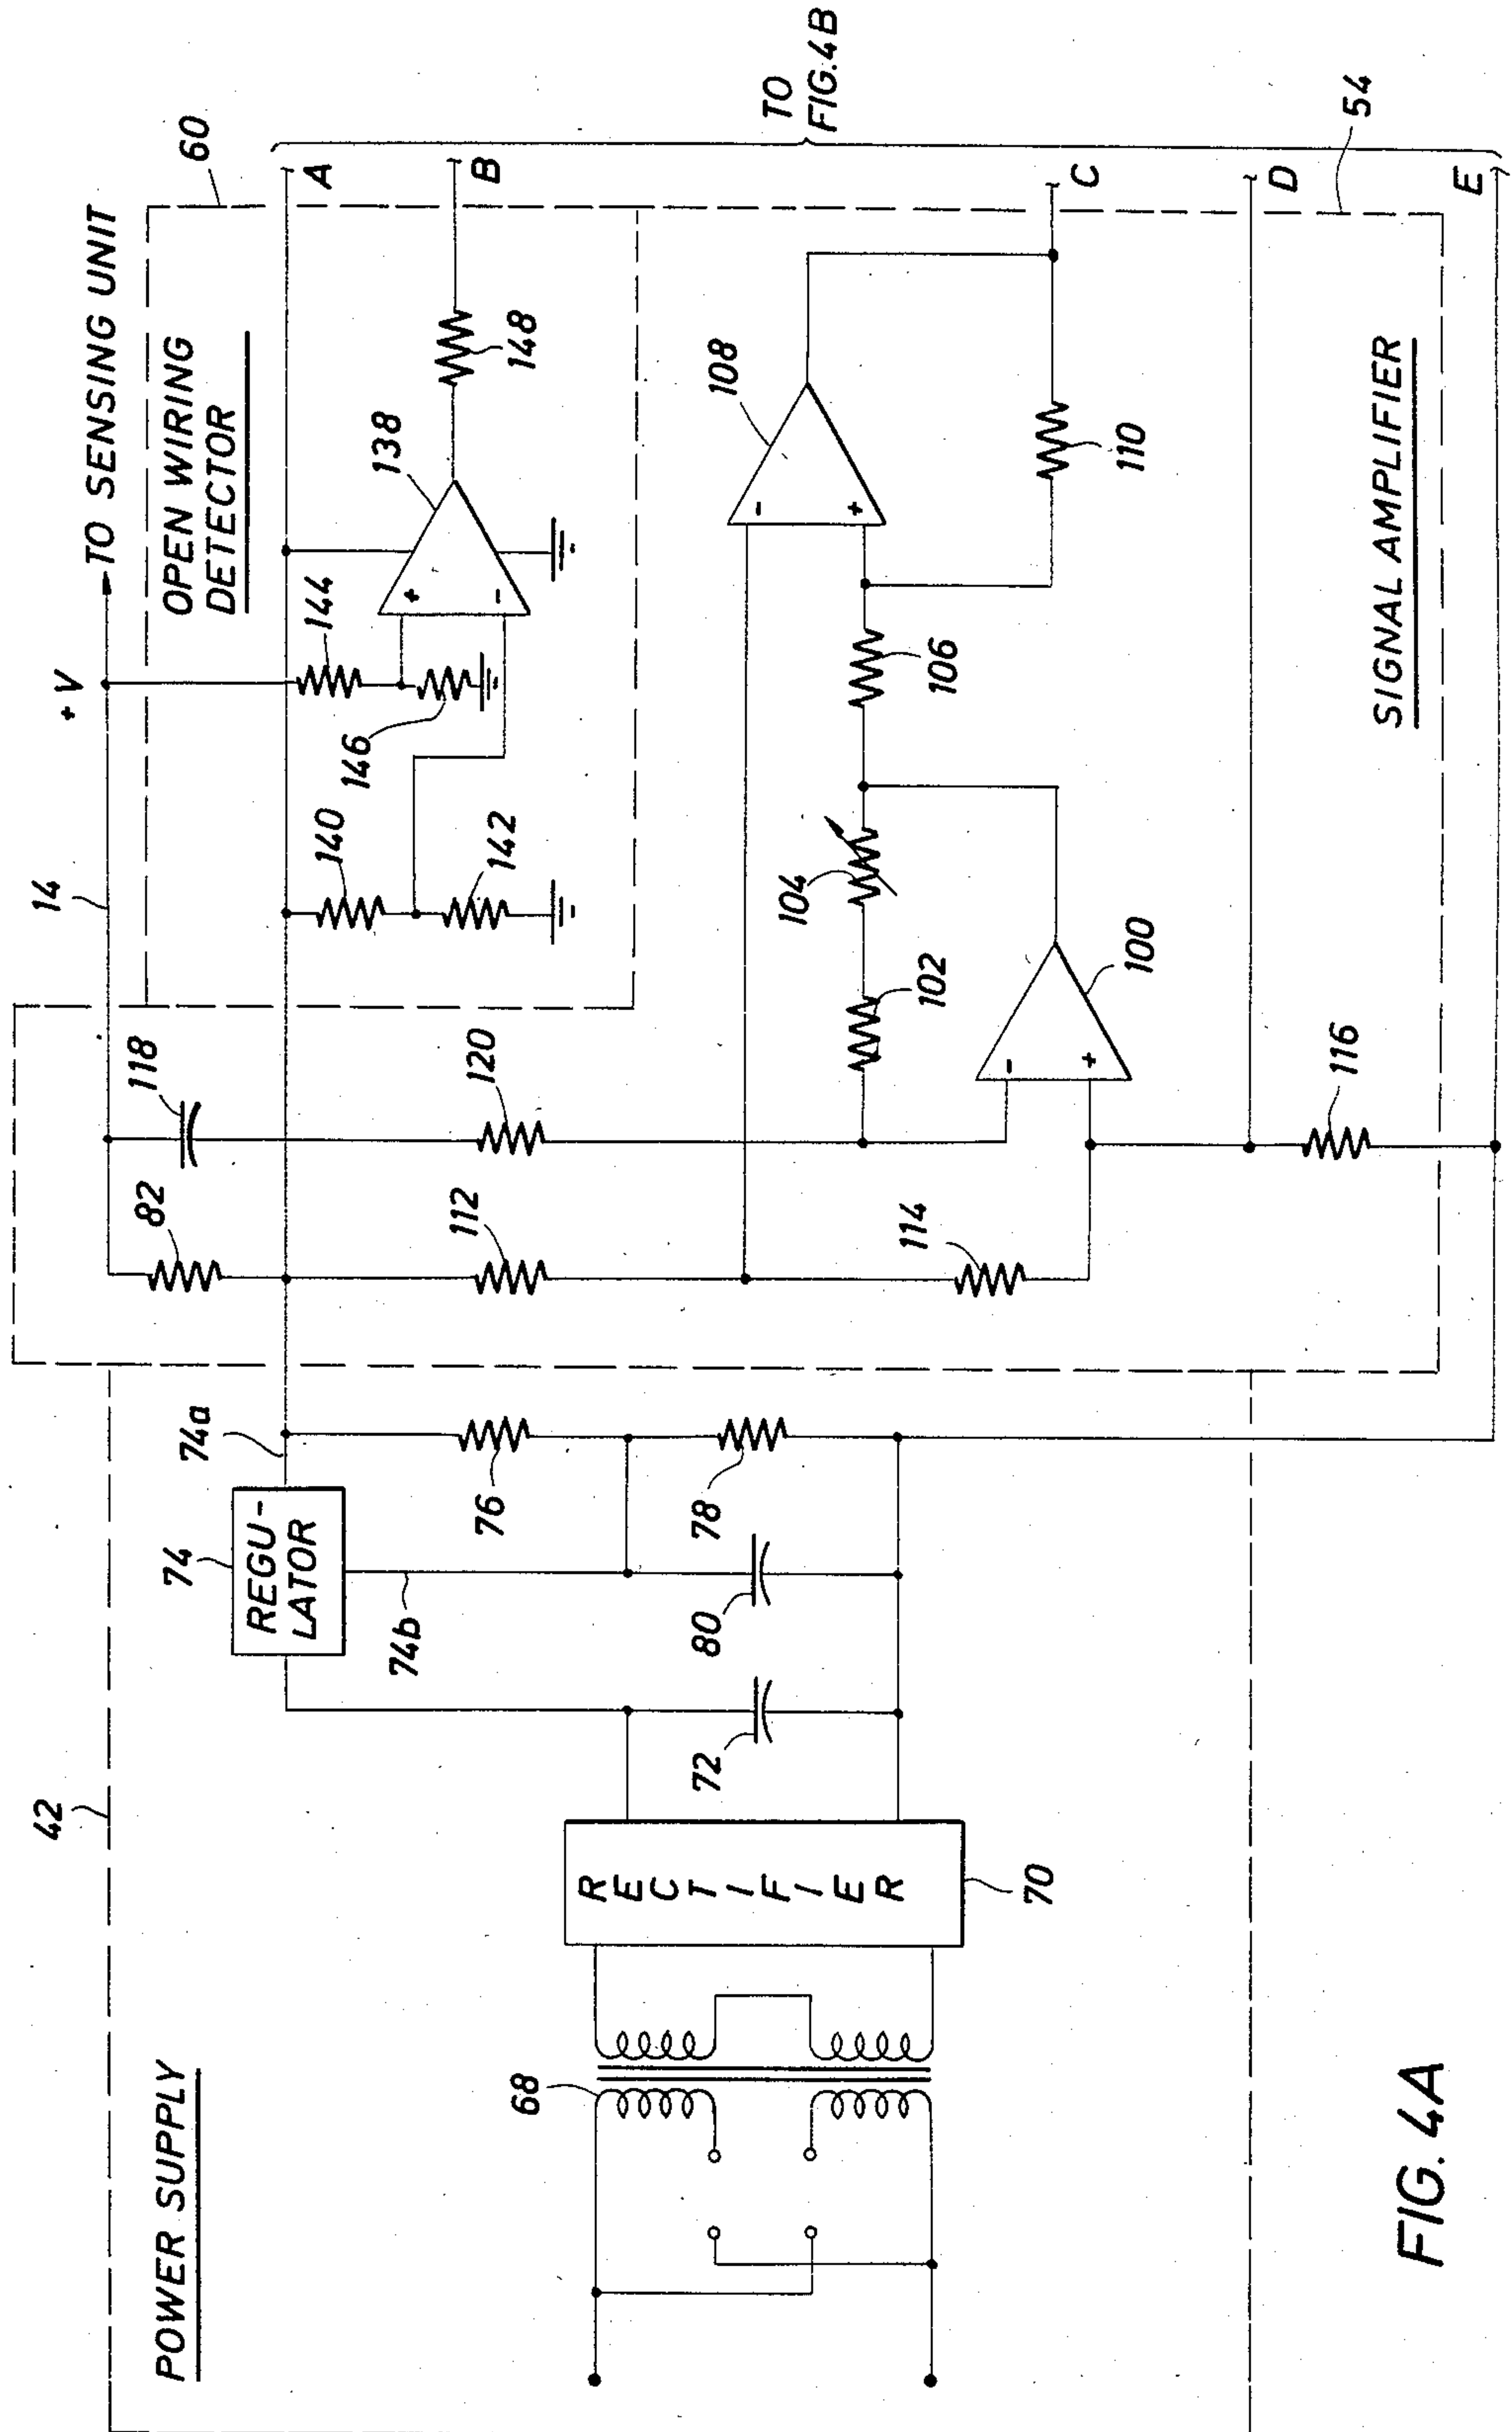 POWER SUPPLY
42
68
RECTIFIER
70
72
74
REGU-
LATOR
74a
74b
76
78
80
14
+V
TO SENSING UNIT
82
118
112
120
114
116
OPEN WIRING
DETECTOR
60
140
142
144
146
138
+
-
148
102
104
106
100
-
+
108
-
+
110
SIGNAL AMPLIFIER
54
A
B
C
D
E
TO
FIG.4B
FIG. 4A